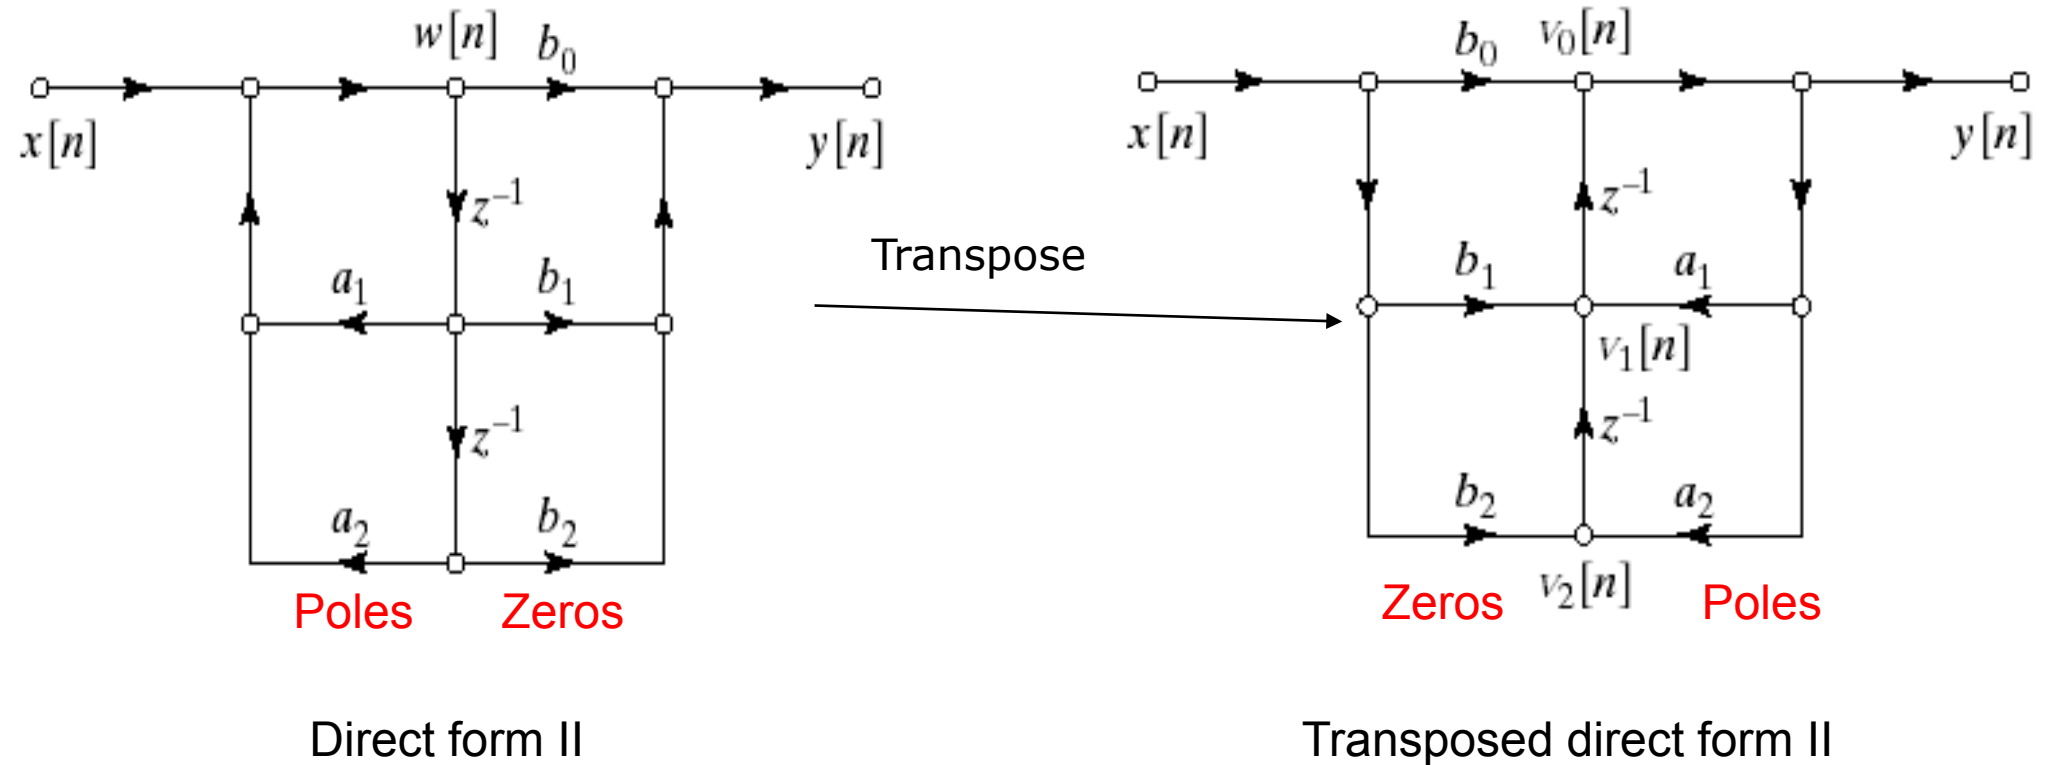 w[n] b₀
x[n] y[n]
z⁻¹
a₁ b₁
z⁻¹
a₂ b₂
Poles Zeros
Direct form II
Transpose
b₀ v₀[n]
x[n] y[n]
z⁻¹
b₁ a₁
v₁[n]
z⁻¹
b₂ a₂
Zeros v₂[n] Poles
Transposed direct form II